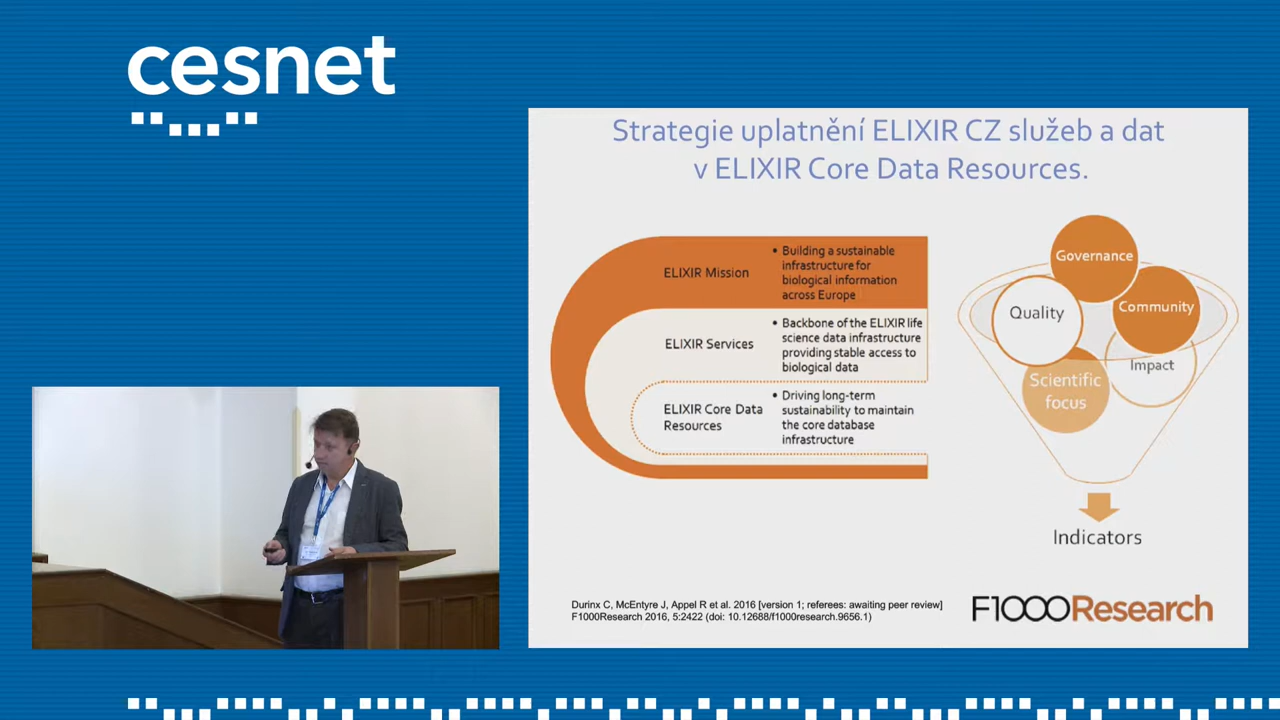 cesnet
Strategie uplatnění ELIXIR CZ služeb a dat
v ELIXIR Core Data Resources.
ELIXIR Mission
• Building a sustainable
infrastructure for
biological information
across Europe
ELIXIR Services
• Backbone of the ELIXIR life
science data infrastructure
providing stable access to
biological data
ELIXIR Core Data
Resources
• Driving long-term
sustainability to maintain
the core database
infrastructure
Governance
Quality
Community
Impact
Scientific
focus
Indicators
Durinx C, McEntyre J, Appel R et al. 2016 [version 1; referees: awaiting peer review]
F1000Research 2016, 5:2422 (doi: 10.12688/f1000research.9656.1)
F1000Research